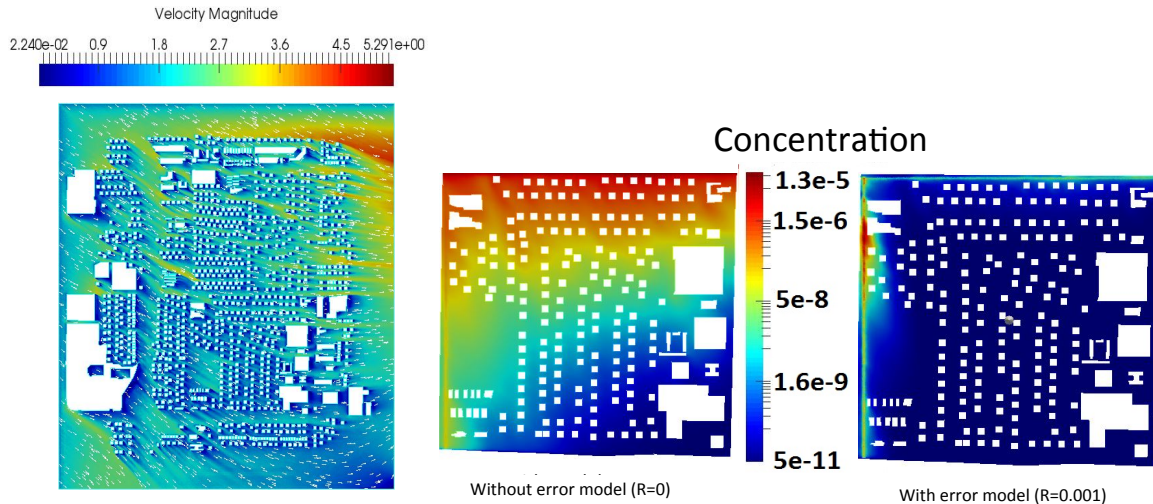 Velocity Magnitude
2.240e-02 0.9 1.8 2.7 3.6 4.5 5.291e+00
Concentration
1.3e-5
1.5e-6
5e-8
1.6e-9
5e-11
Without error model (R=0)
With error model (R=0.001)